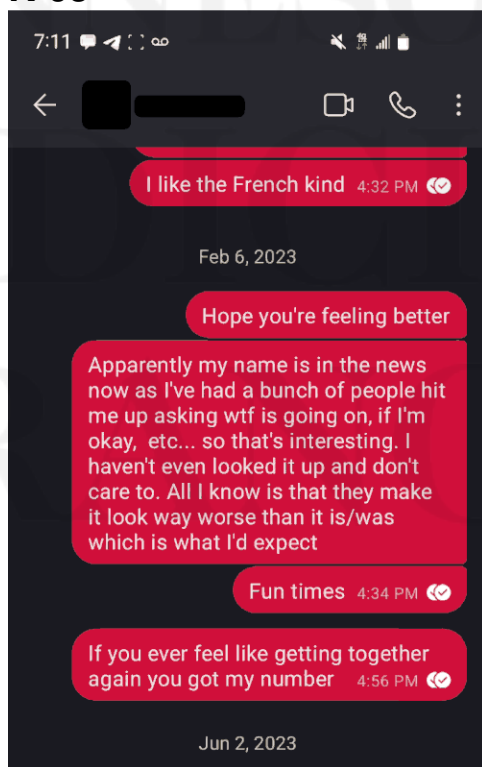 7:11
I like the French kind 4:32 PM
Feb 6, 2023
Hope you're feeling better
Apparently my name is in the news
now as I've had a bunch of people hit
me up asking wtf is going on, if I'm
okay, etc... so that's interesting. I
haven't even looked it up and don't
care to. All I know is that they make
it look way worse than it is/was
which is what I'd expect
Fun times 4:34 PM
If you ever feel like getting together
again you got my number 4:56 PM
Jun 2, 2023